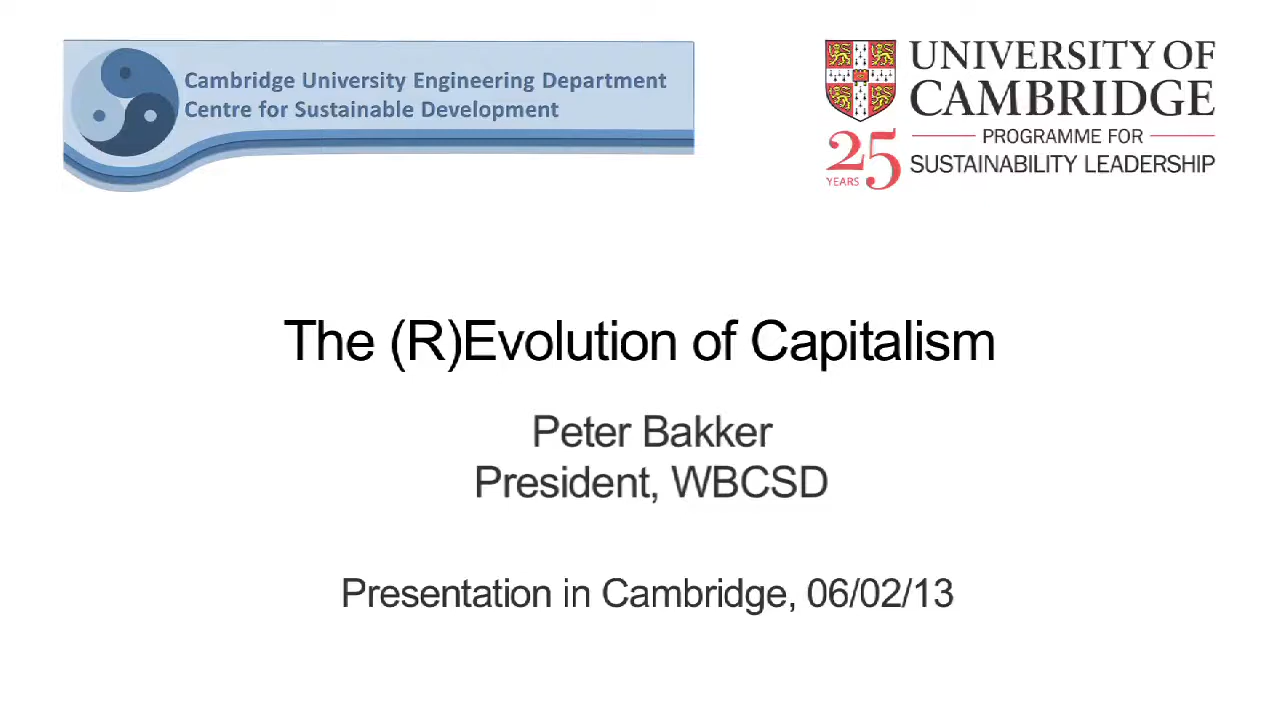 Cambridge University Engineering Department
Centre for Sustainable Development
UNIVERSITY OF
CAMBRIDGE
25
YEARS
PROGRAMME FOR
SUSTAINABILITY LEADERSHIP
The (R)Evolution of Capitalism
Peter Bakker
President, WBCSD
Presentation in Cambridge, 06/02/13